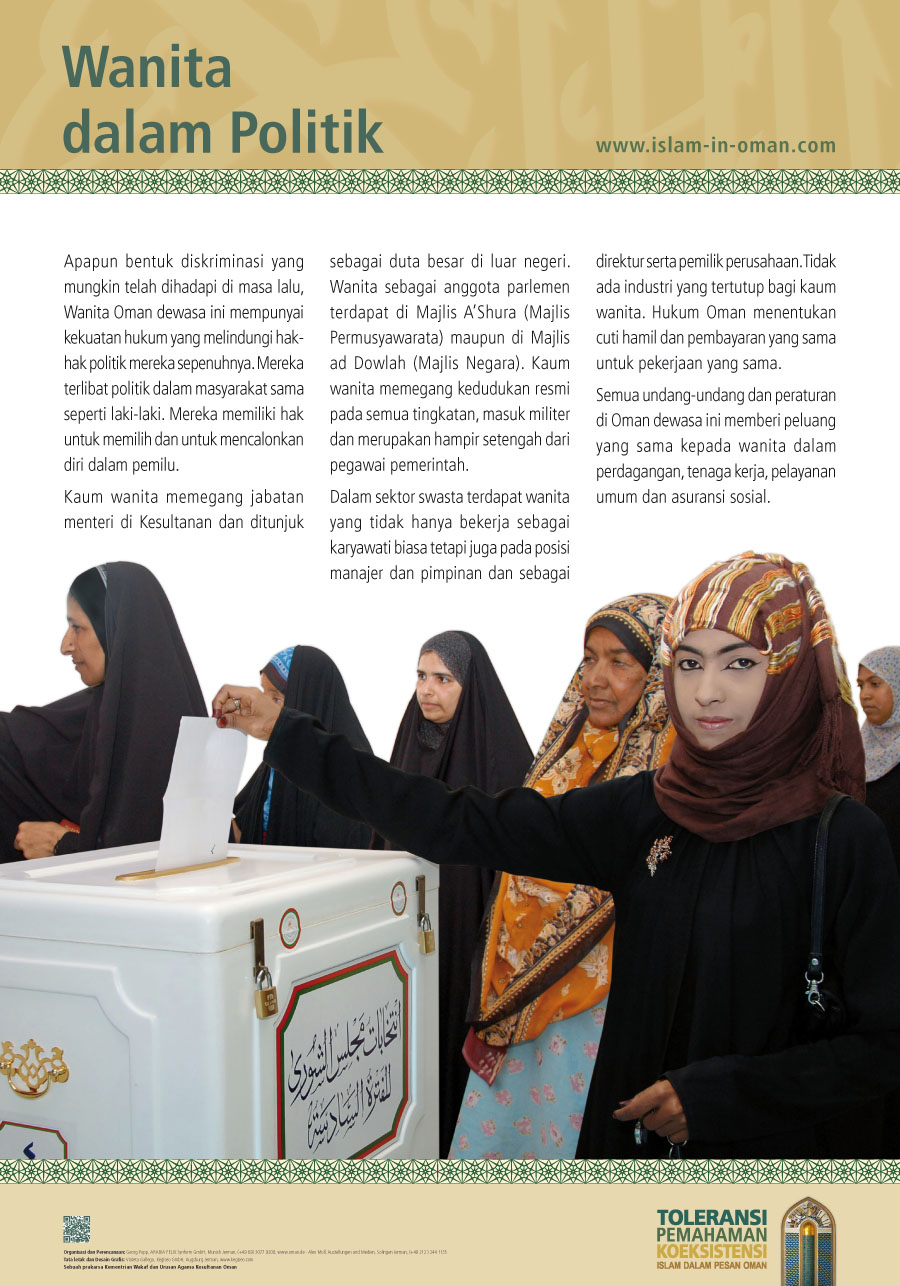 Wanita
dalam Politik
www.islam-in-oman.com
Apapun bentuk diskriminasi yang
mungkin telah dihadapi di masa lalu,
Wanita Oman dewasa ini mempunyai
kekuatan hukum yang melindungi hak-
hak politik mereka sepenuhnya. Mereka
terlibat politik dalam masyarakat sama
seperti laki-laki. Mereka memiliki hak
untuk memilih dan untuk mencalonkan
diri dalam pemilu.
Kaum wanita memegang jabatan
menteri di Kesultanan dan ditunjuk
sebagai duta besar di luar negeri.
Wanita sebagai anggota parlemen
terdapat di Majlis A’Shura (Majlis
Permusyawarata) maupun di Majlis
ad Dowlah (Majlis Negara). Kaum
wanita memegang kedudukan resmi
pada semua tingkatan, masuk militer
dan merupakan hampir setengah dari
pegawai pemerintah.
Dalam sektor swasta terdapat wanita
yang tidak hanya bekerja sebagai
karyawati biasa tetapi juga pada posisi
manajer dan pimpinan dan sebagai
direktur serta pemilik perusahaan. Tidak
ada industri yang tertutup bagi kaum
wanita. Hukum Oman menentukan
cuti hamil dan pembayaran yang sama
untuk pekerjaan yang sama.
Semua undang-undang dan peraturan
di Oman dewasa ini memberi peluang
yang sama kepada wanita dalam
perdagangan, tenaga kerja, pelayanan
umum dan asuransi sosial.
انتخابات مجلس الشورى
للفترة السادسة
TOLERANSI
PEMAHAMAN
KOEKSISTENSI
ISLAM DALAM PESAN OMAN
Organisasi dan Perencanaan:
Tata letak dan Disain Grafis:
Sebuah prakarsa Kementrian Wakaf dan Urusan Agama Kesultanan Oman